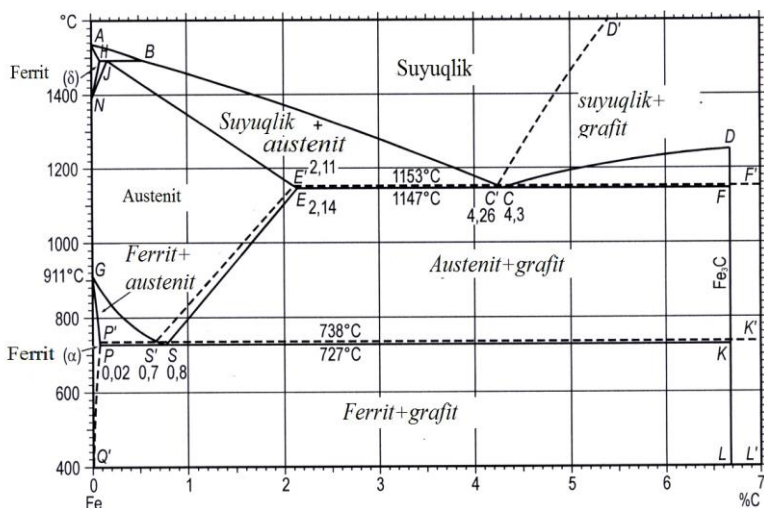 °C
A
H
B
J
N
D'
Ferrit (δ)
1400
Suyuqlik
Suyuqlik +
austenit
suyuqlik+
grafit
D
1200
E' 2,11
1153°C
F'
E 2,14
1147°C
C' C
4,26 4,3
F
Austenit
1000
Ferrit+
austenit
911°C
G
Austenit+grafit
Fe₃C
800
P'
738°C
K'
Ferrit (α)
P
S' S
727°C
K
0,02 0,7 0,8
600
Ferrit+grafit
400
Q'
L L'
0 1 2 3 4 5 6 7
Fe
%C